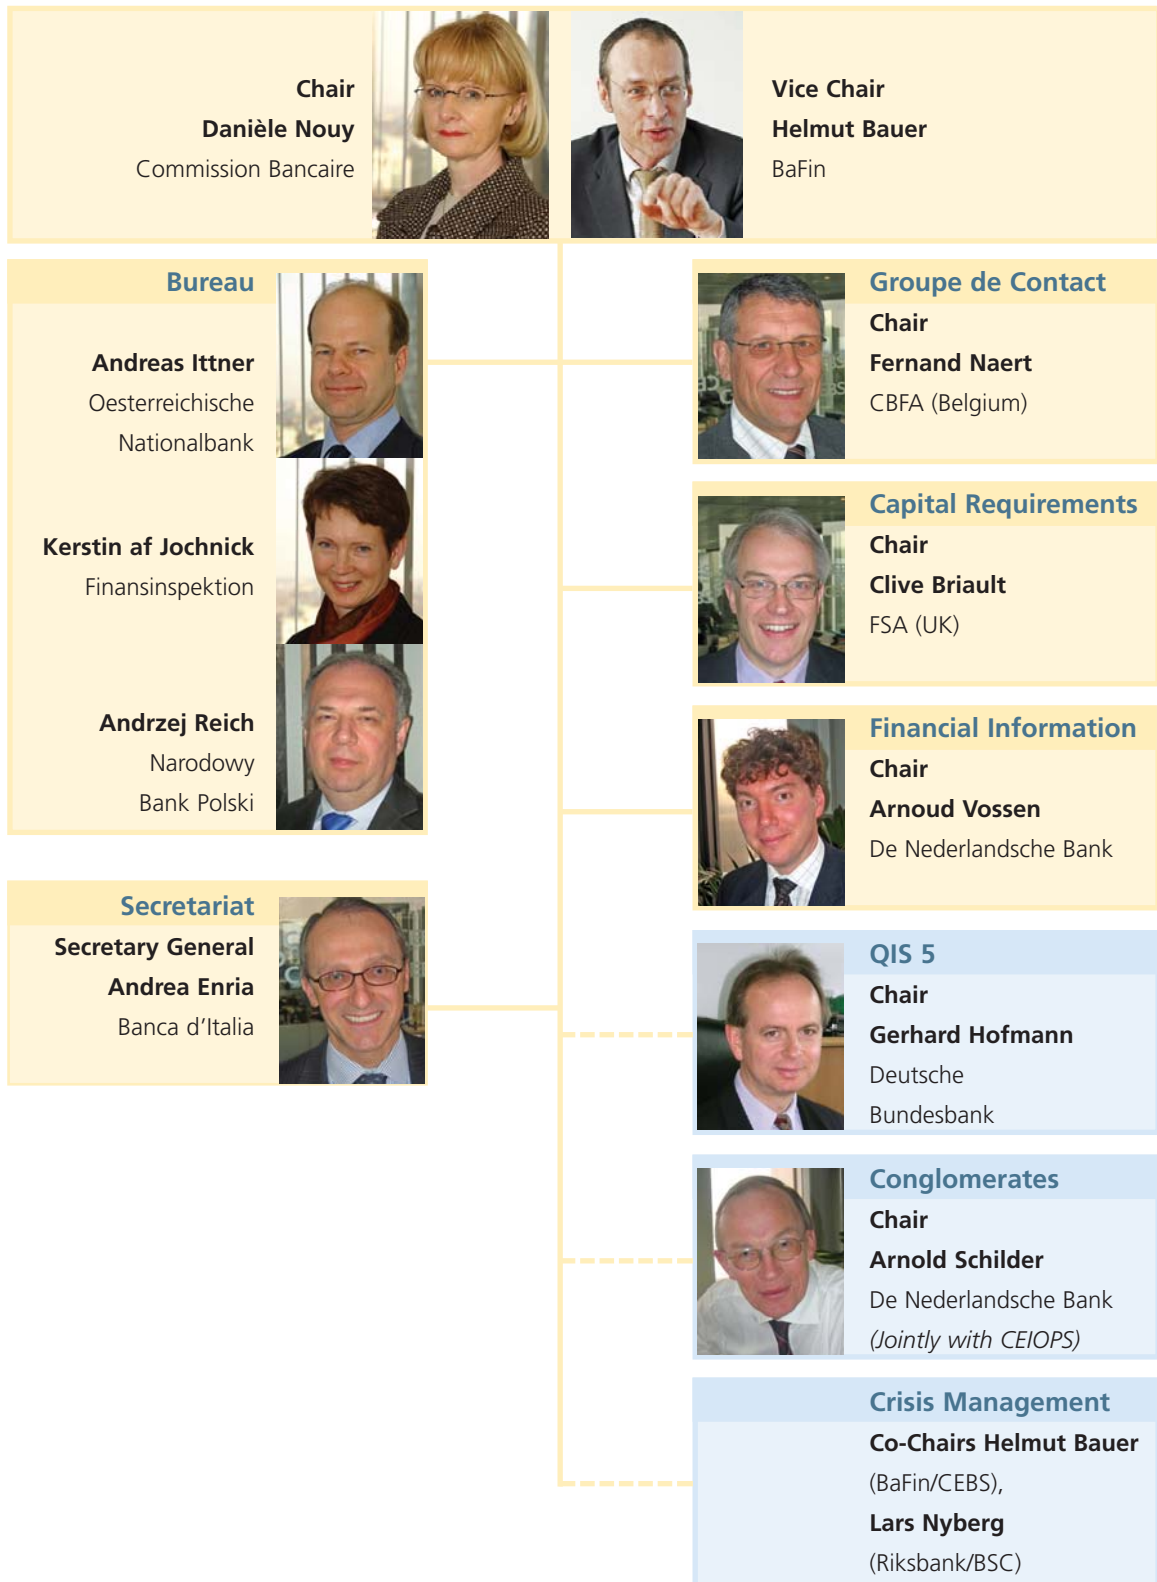 Chair
Danièle Nouy
Commission Bancaire
Vice Chair
Helmut Bauer
BaFin
Bureau
Andreas Ittner
Oesterreichische
Nationalbank
Kerstin af Jochnick
Finansinspektion
Andrzej Reich
Narodowy
Bank Polski
Secretariat
Secretary General
Andrea Enria
Banca d’Italia
Groupe de Contact
Chair
Fernand Naert
CBFA (Belgium)
Capital Requirements
Chair
Clive Briault
FSA (UK)
Financial Information
Chair
Arnoud Vossen
De Nederlandsche Bank
QIS 5
Chair
Gerhard Hofmann
Deutsche
Bundesbank
Conglomerates
Chair
Arnold Schilder
De Nederlandsche Bank
(Jointly with CEIOPS)
Crisis Management
Co-Chairs Helmut Bauer
(BaFin/CEBS),
Lars Nyberg
(Riksbank/BSC)